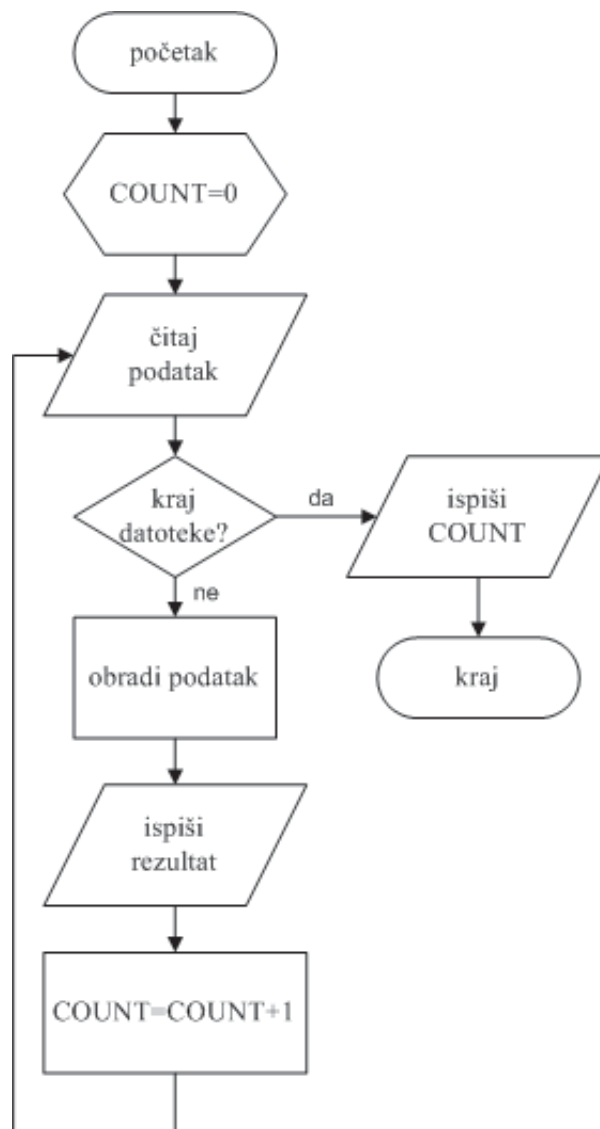 početak
COUNT=0
čitaj
podatak
kraj
datoteke?
da
ispiši
COUNT
ne
obradi podatak
kraj
ispiši
rezultat
COUNT=COUNT+1